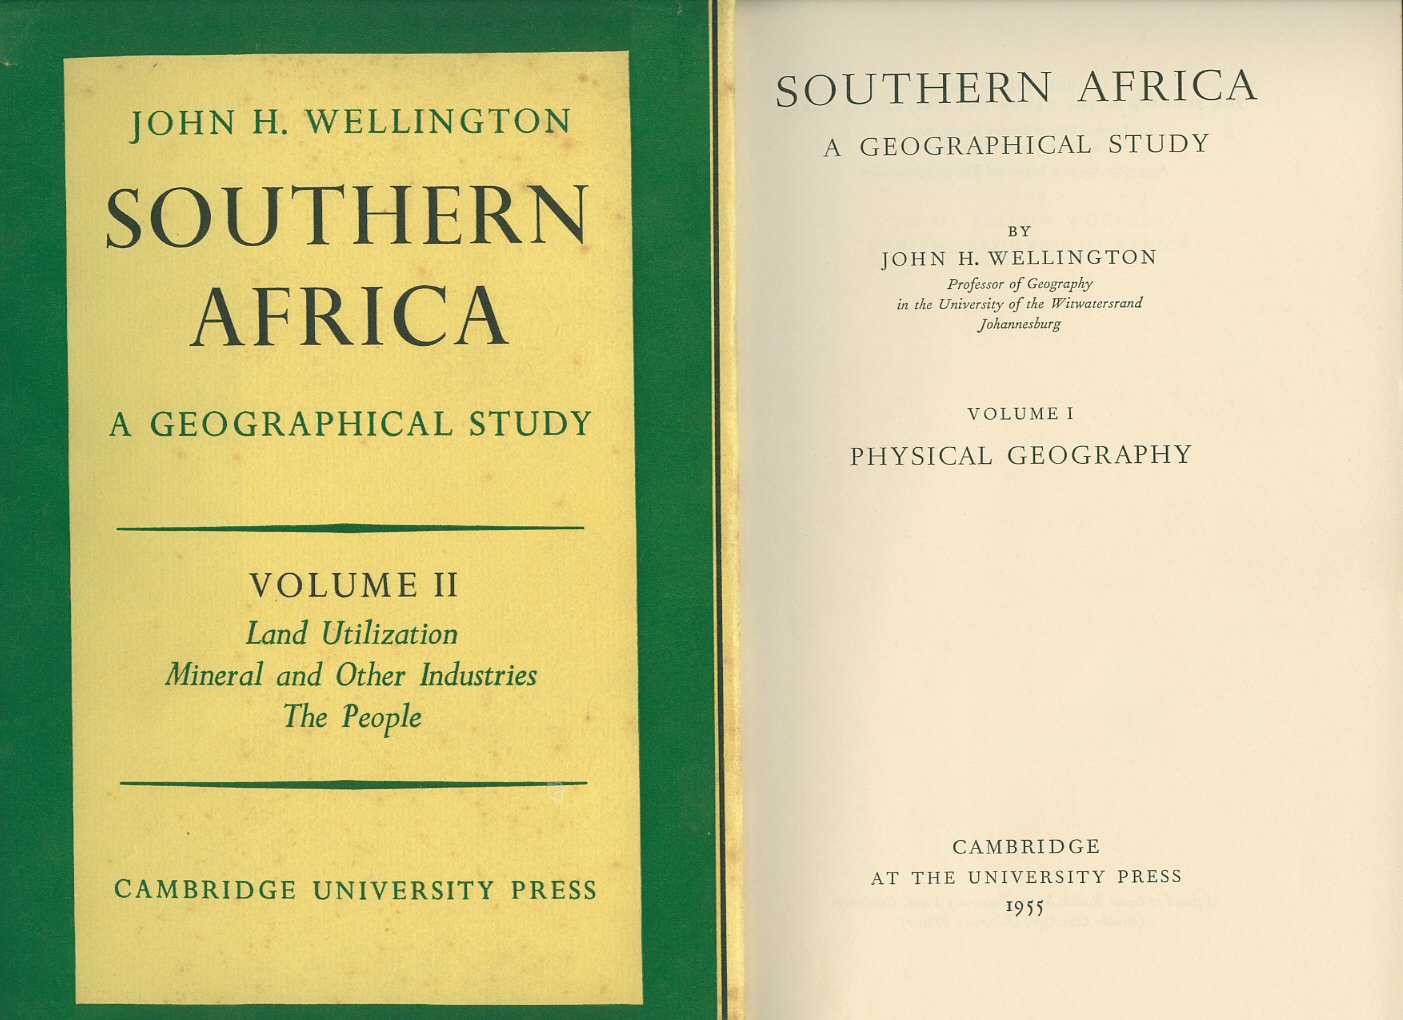 JOHN H. WELLINGTON
SOUTHERN
AFRICA
A GEOGRAPHICAL STUDY
VOLUME II
Land Utilization
Mineral and Other Industries
The People
CAMBRIDGE UNIVERSITY PRESS
SOUTHERN AFRICA
A GEOGRAPHICAL STUDY
BY
JOHN H. WELLINGTON
Professor of Geography
in the University of the Witwatersrand
Johannesburg
VOLUME I
PHYSICAL GEOGRAPHY
CAMBRIDGE
AT THE UNIVERSITY PRESS
1955